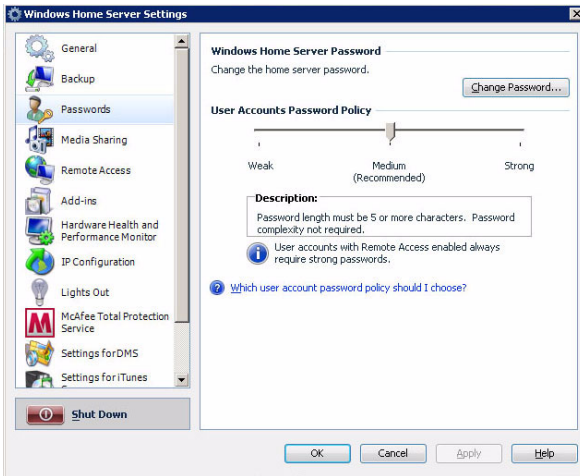 Windows Home Server Settings
General
Backup
Passwords
Media Sharing
Remote Access
Add-ins
Hardware Health and
Performance Monitor
IP Configuration
Lights Out
McAfee Total Protection
Service
Settings for DMS
Settings for iTunes
Shut Down
Windows Home Server Password
Change the home server password.
Change Password...
User Accounts Password Policy
Weak
Medium
(Recommended)
Strong
Description:
Password length must be 5 or more characters. Password
complexity not required.
User accounts with Remote Access enabled always
require strong passwords.
Which user account password policy should I choose?
OK
Cancel
Apply
Help